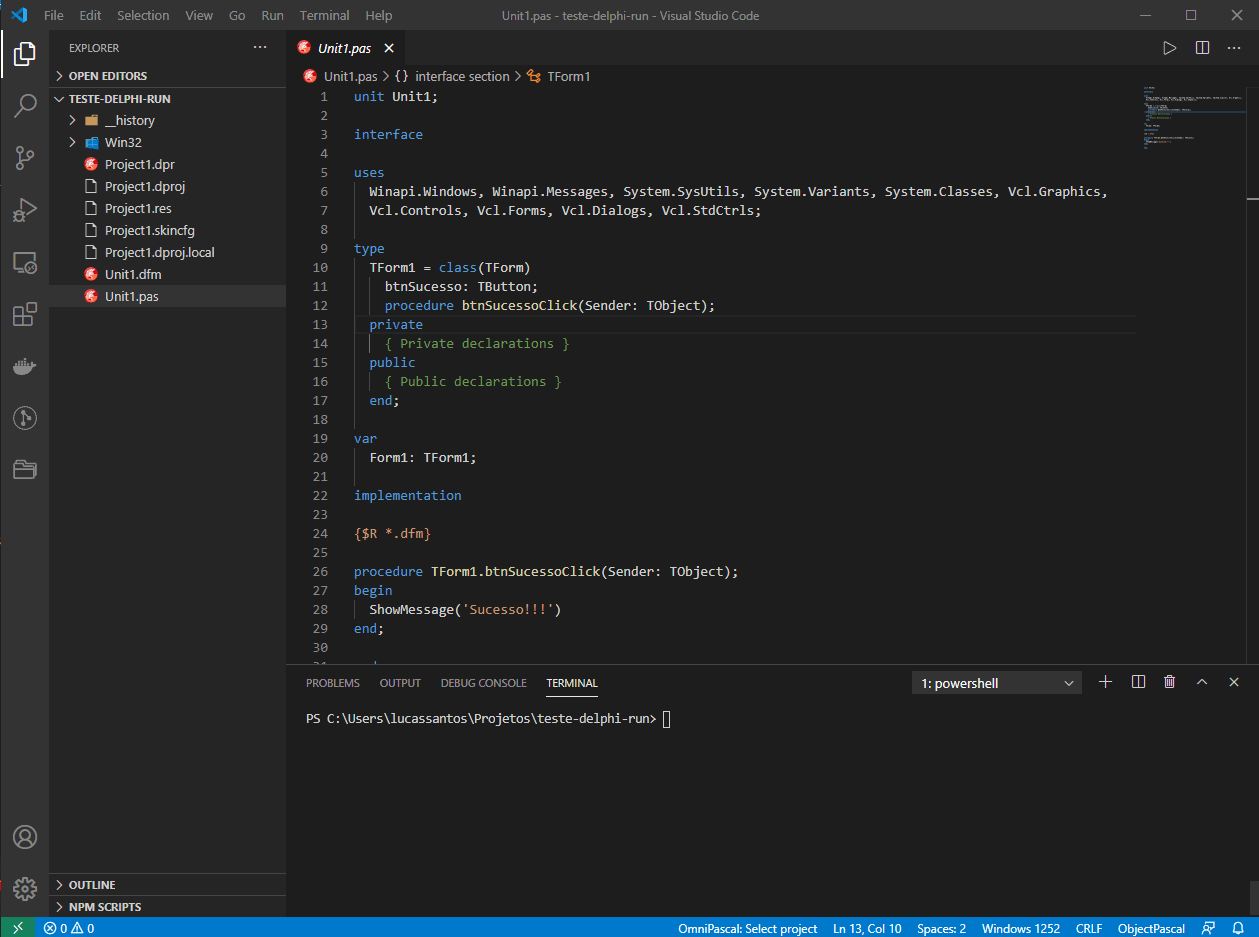 File Edit Selection View Go Run Terminal Help Unit1.pas - teste-delphi-run - Visual Studio Code
EXPLORER
OPEN EDITORS
TESTE-DELPHI-RUN
__history
Win32
Project1.dpr
Project1.dproj
Project1.res
Project1.skincfg
Project1.dproj.local
Unit1.dfm
Unit1.pas
OUTLINE
NPM SCRIPTS
Unit1.pas
Unit1.pas > {} interface section > TForm1
1 unit Unit1;
2
3 interface
4
5 uses
6 Winapi.Windows, Winapi.Messages, System.SysUtils, System.Variants, System.Classes, Vcl.Graphics,
7 Vcl.Controls, Vcl.Forms, Vcl.Dialogs, Vcl.StdCtrls;
8
9 type
10 TForm1 = class(TForm)
11 btnSucesso: TButton;
12 procedure btnSucessoClick(Sender: TObject);
13 private
14 { Private declarations }
15 public
16 { Public declarations }
17 end;
18
19 var
20 Form1: TForm1;
21
22 implementation
23
24 {$R *.dfm}
25
26 procedure TForm1.btnSucessoClick(Sender: TObject);
27 begin
28 ShowMessage('Sucesso!!!')
29 end;
30
PROBLEMS OUTPUT DEBUG CONSOLE TERMINAL 1: powershell
PS C:\Users\lucassantos\Projetos\teste-delphi-run>
0 0 OmniPascal: Select project Ln 13, Col 10 Spaces: 2 Windows 1252 CRLF ObjectPascal